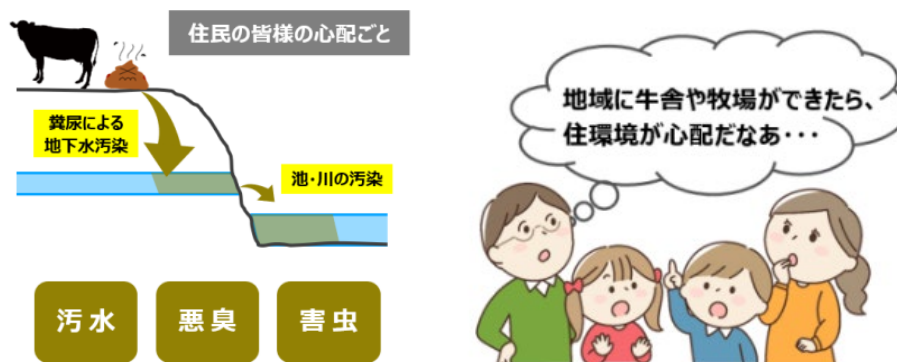 住民の皆様の心配ごと
糞尿による
地下水汚染
池・川の汚染
汚水
悪臭
害虫
地域に牛舎や牧場ができたら、
住環境が心配だなあ・・・